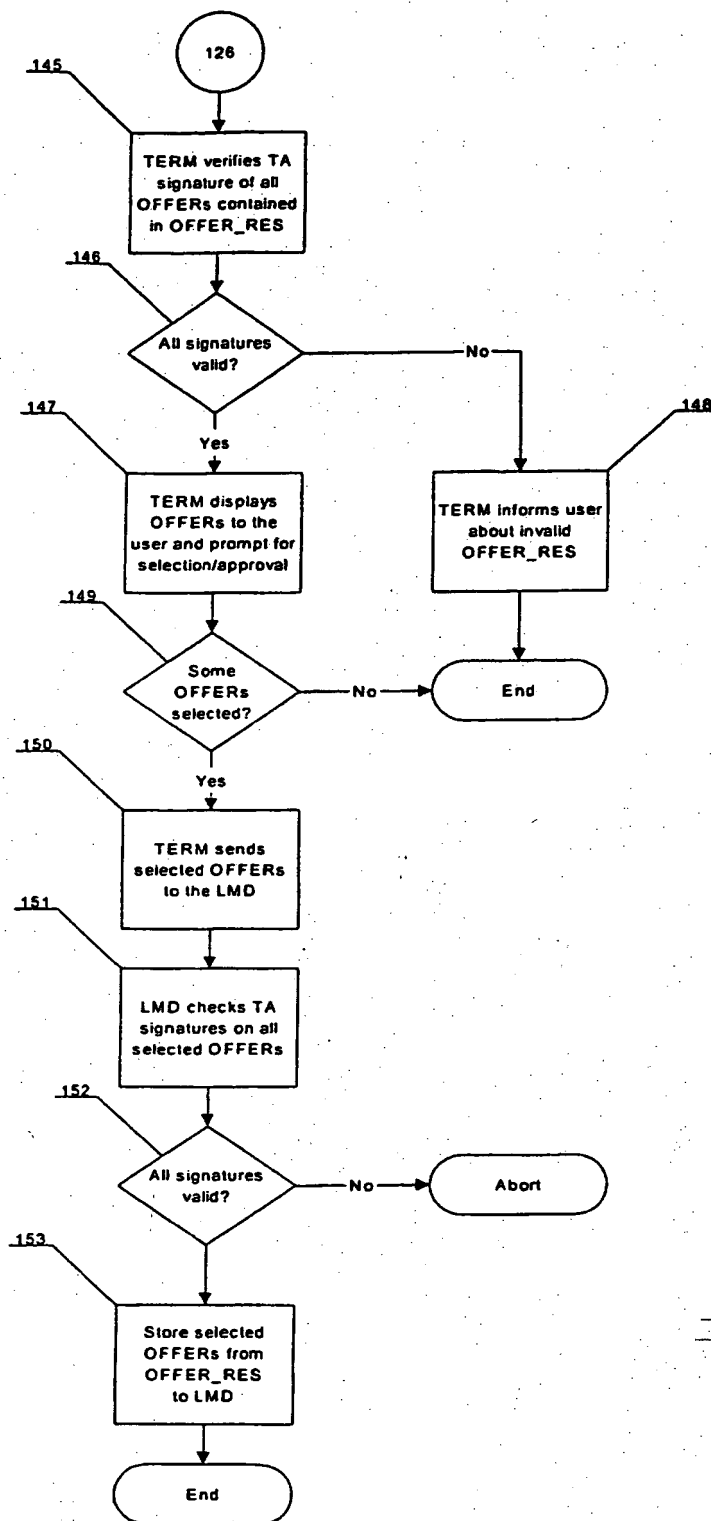 126
145
TERM verifies TA
signature of all
OFFERs contained
in OFFER_RES
146
All signatures
valid?
No
147
148
Yes
TERM displays
OFFERs to the
user and prompt for
selection/approval
TERM informs user
about invalid
OFFER_RES
149
Some
OFFERs
selected?
No
End
150
Yes
TERM sends
selected OFFERs
to the LMD
151
LMD checks TA
signatures on all
selected OFFERs
152
All signatures
valid?
No
Abort
153
Store selected
OFFERs from
OFFER_RES
to LMD
End